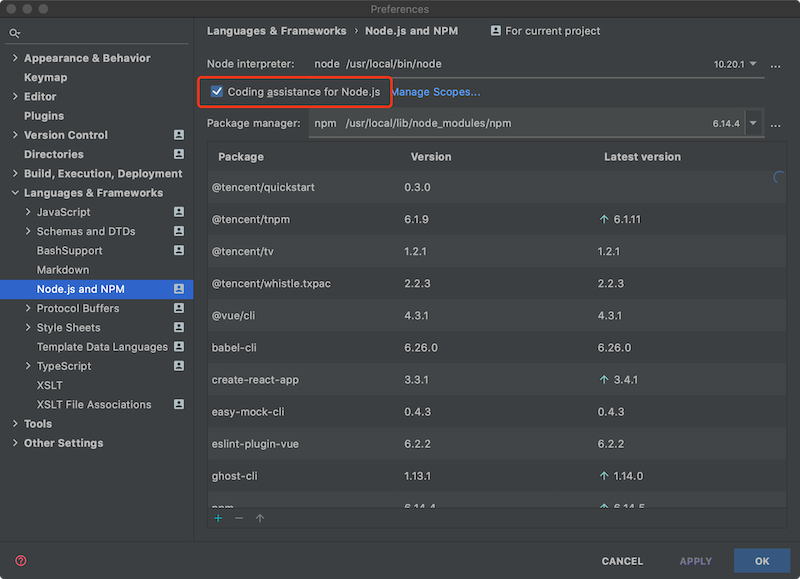 Preferences
Languages & Frameworks › Node.js and NPM For current project
Appearance & Behavior
Keymap
Editor
Plugins
Version Control
Directories
Build, Execution, Deployment
Languages & Frameworks
JavaScript
Schemas and DTDs
BashSupport
Markdown
Node.js and NPM
Protocol Buffers
Style Sheets
Template Data Languages
TypeScript
XSLT
XSLT File Associations
Tools
Other Settings
Node interpreter: node /usr/local/bin/node 10.20.1 ...
Coding assistance for Node.js Manage Scopes...
Package manager: npm /usr/local/lib/node_modules/npm 6.14.4 ...
Package Version Latest version
@tencent/quickstart 0.3.0
@tencent/tnpm 6.1.9 ↑ 6.1.11
@tencent/tv 1.2.1 1.2.1
@tencent/whistle.txpac 2.2.3 2.2.3
@vue/cli 4.3.1 4.3.1
babel-cli 6.26.0 6.26.0
create-react-app 3.3.1 ↑ 3.4.1
easy-mock-cli 0.4.3 0.4.3
eslint-plugin-vue 6.2.2 6.2.2
ghost-cli 1.13.1 ↑ 1.14.0
npm 6.14.4 ↑ 6.14.5
+ − ↑
? CANCEL APPLY OK